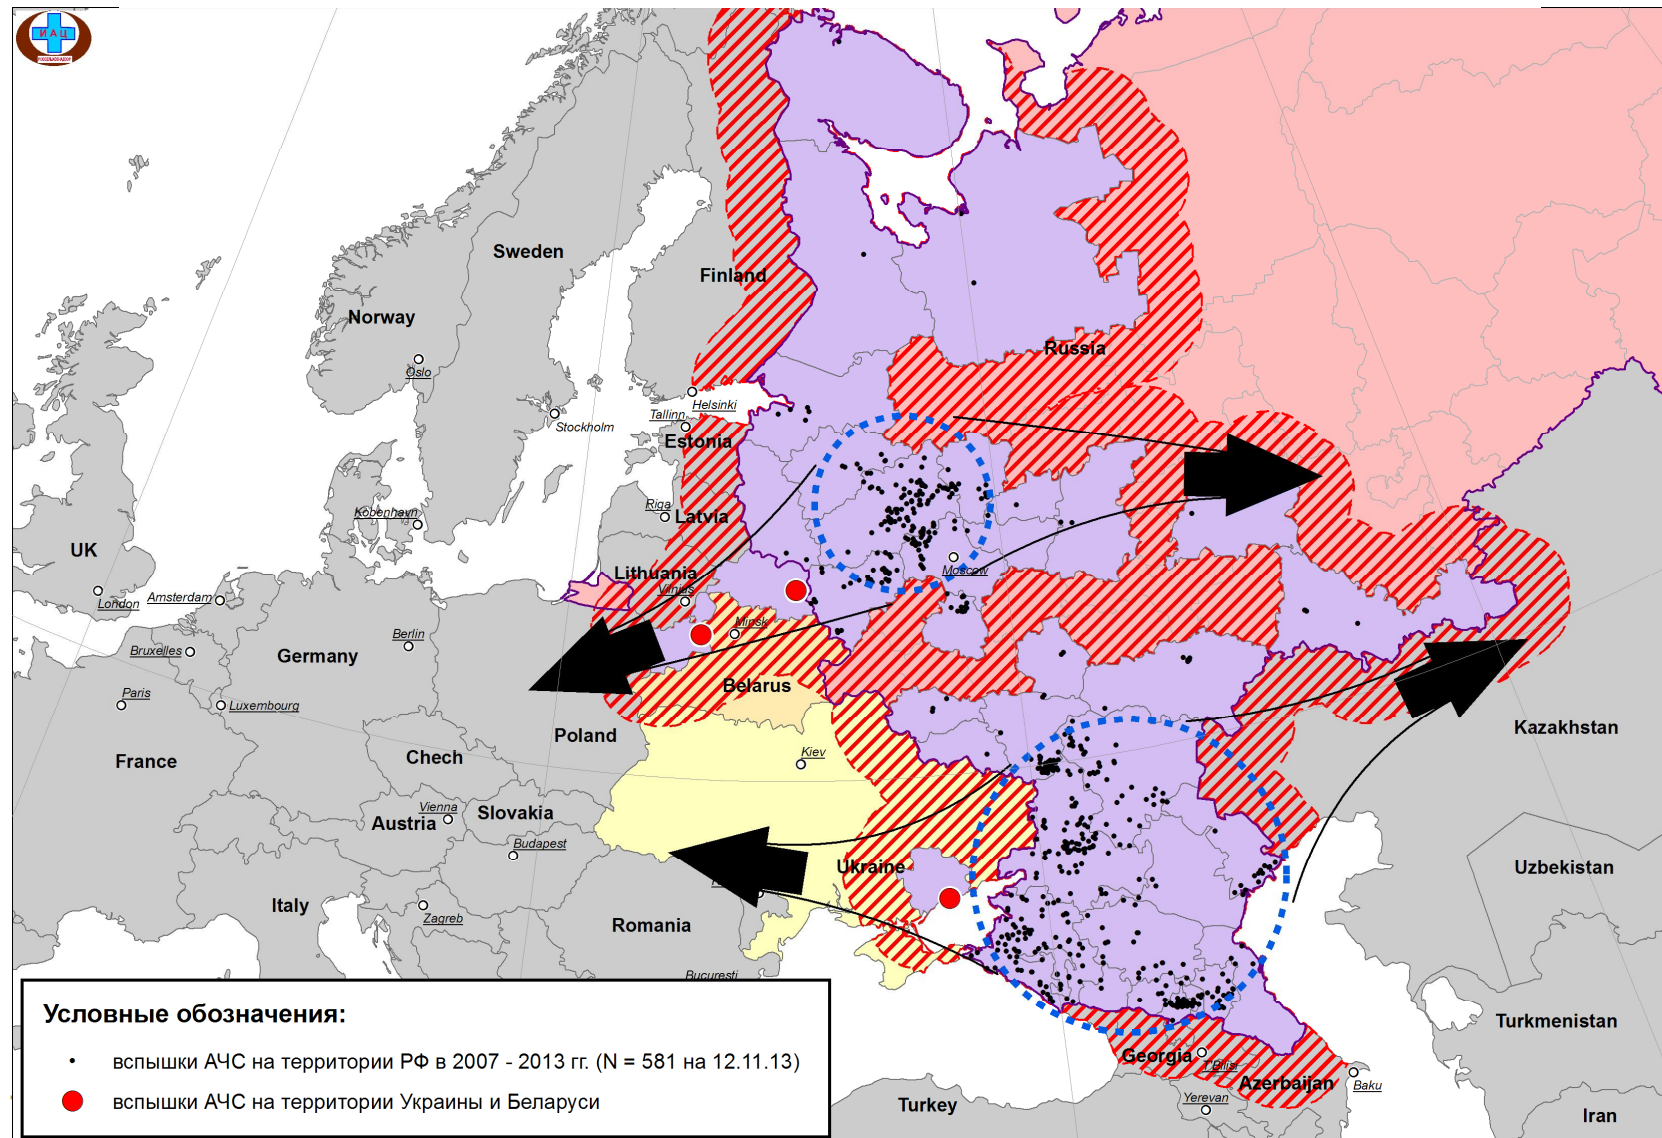 И А Ц
РОССЕЛЬХОЗНАДЗОР
Sweden
Finland
Norway
Russia
Oslo
Helsinki
Tallinn
Stockholm
Estonia
Riga
Kobenhavn
Latvia
UK
Moscow
Lithuania
Vilnius
London
Amsterdam
Minsk
Berlin
Bruxelles
Germany
Belarus
Paris
Luxembourg
Kazakhstan
Poland
Kiev
Chech
France
Vienna
Slovakia
Austria
Budapest
Ukraine
Uzbekistan
Italy
Zagreb
Romania
Bucuresti
Turkmenistan
Georgia
T'Bilisi
Azerbaijan
Baku
Yerevan
Turkey
Iran
Условные обозначения:
вспышки АЧС на территории РФ в 2007 - 2013 гг. (N = 581 на 12.11.13)
вспышки АЧС на территории Украины и Беларуси